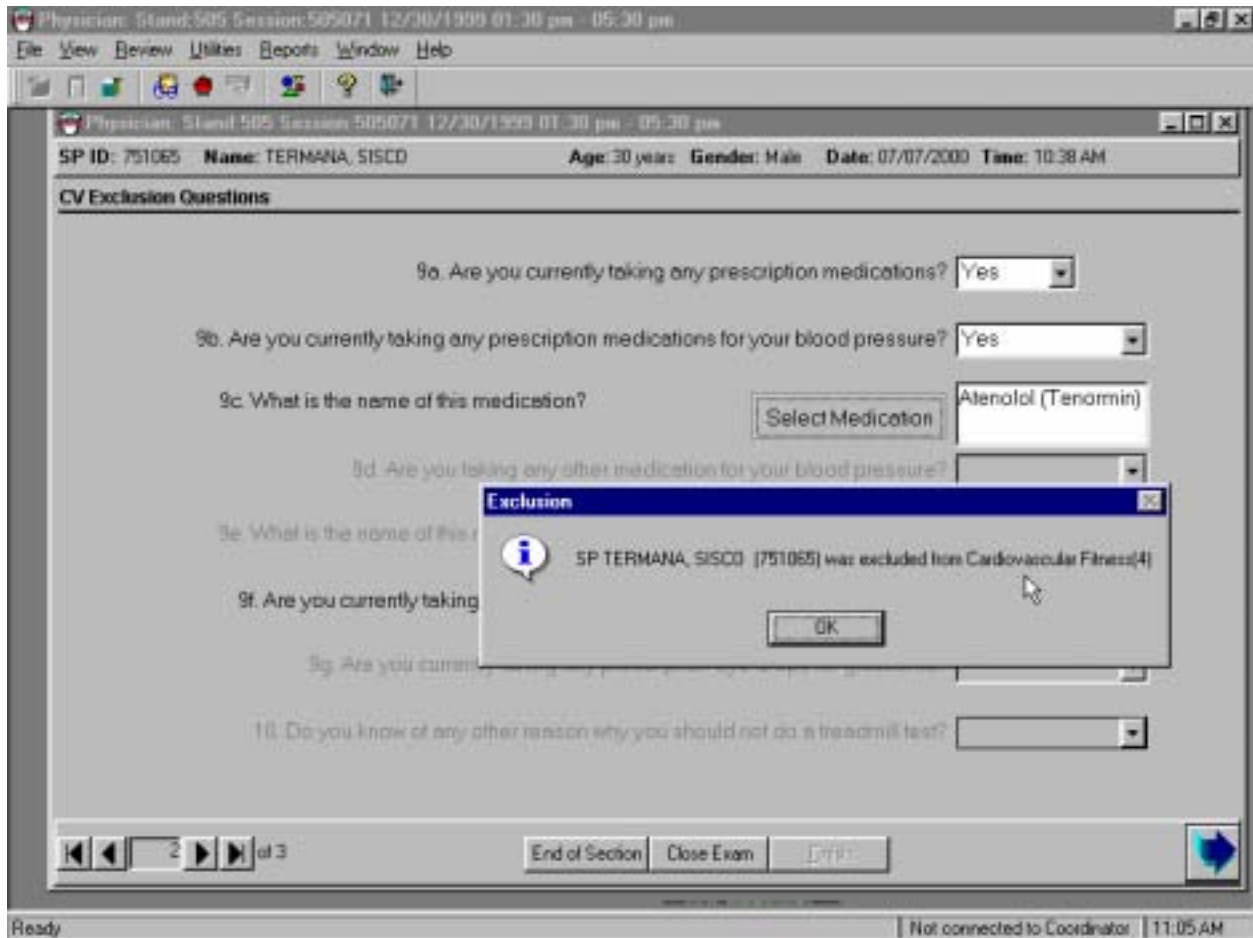 Physician: Stand:505 Session:505071 12/30/1999 01:30 pm - 05:30 pm
File View Review Utilities Reports Window Help
Physician: Stand 505 Session 505071 12/30/1999 01:30 pm - 05:30 pm
SP ID: 751065 Name: TERMANA, SISCO Age: 30 years Gender: Male Date: 07/07/2000 Time: 10:38 AM
CV Exclusion Questions
9a. Are you currently taking any prescription medications? Yes
9b. Are you currently taking any prescription medications for your blood pressure? Yes
9c. What is the name of this medication? Select Medication Atenolol (Tenormin)
9d. Are you taking any other medication for your blood pressure?
Exclusion
9e. What is the name of this
SP TERMANA, SISCO (751065) was excluded from Cardiovascular Fitness(4)
9f. Are you currently taking
OK
9g. Are you currently
10. Do you know of any other reason why you should not do a treadmill test?
2 of 3 End of Section Close Exam
Ready Not connected to Coordinator 11:05 AM